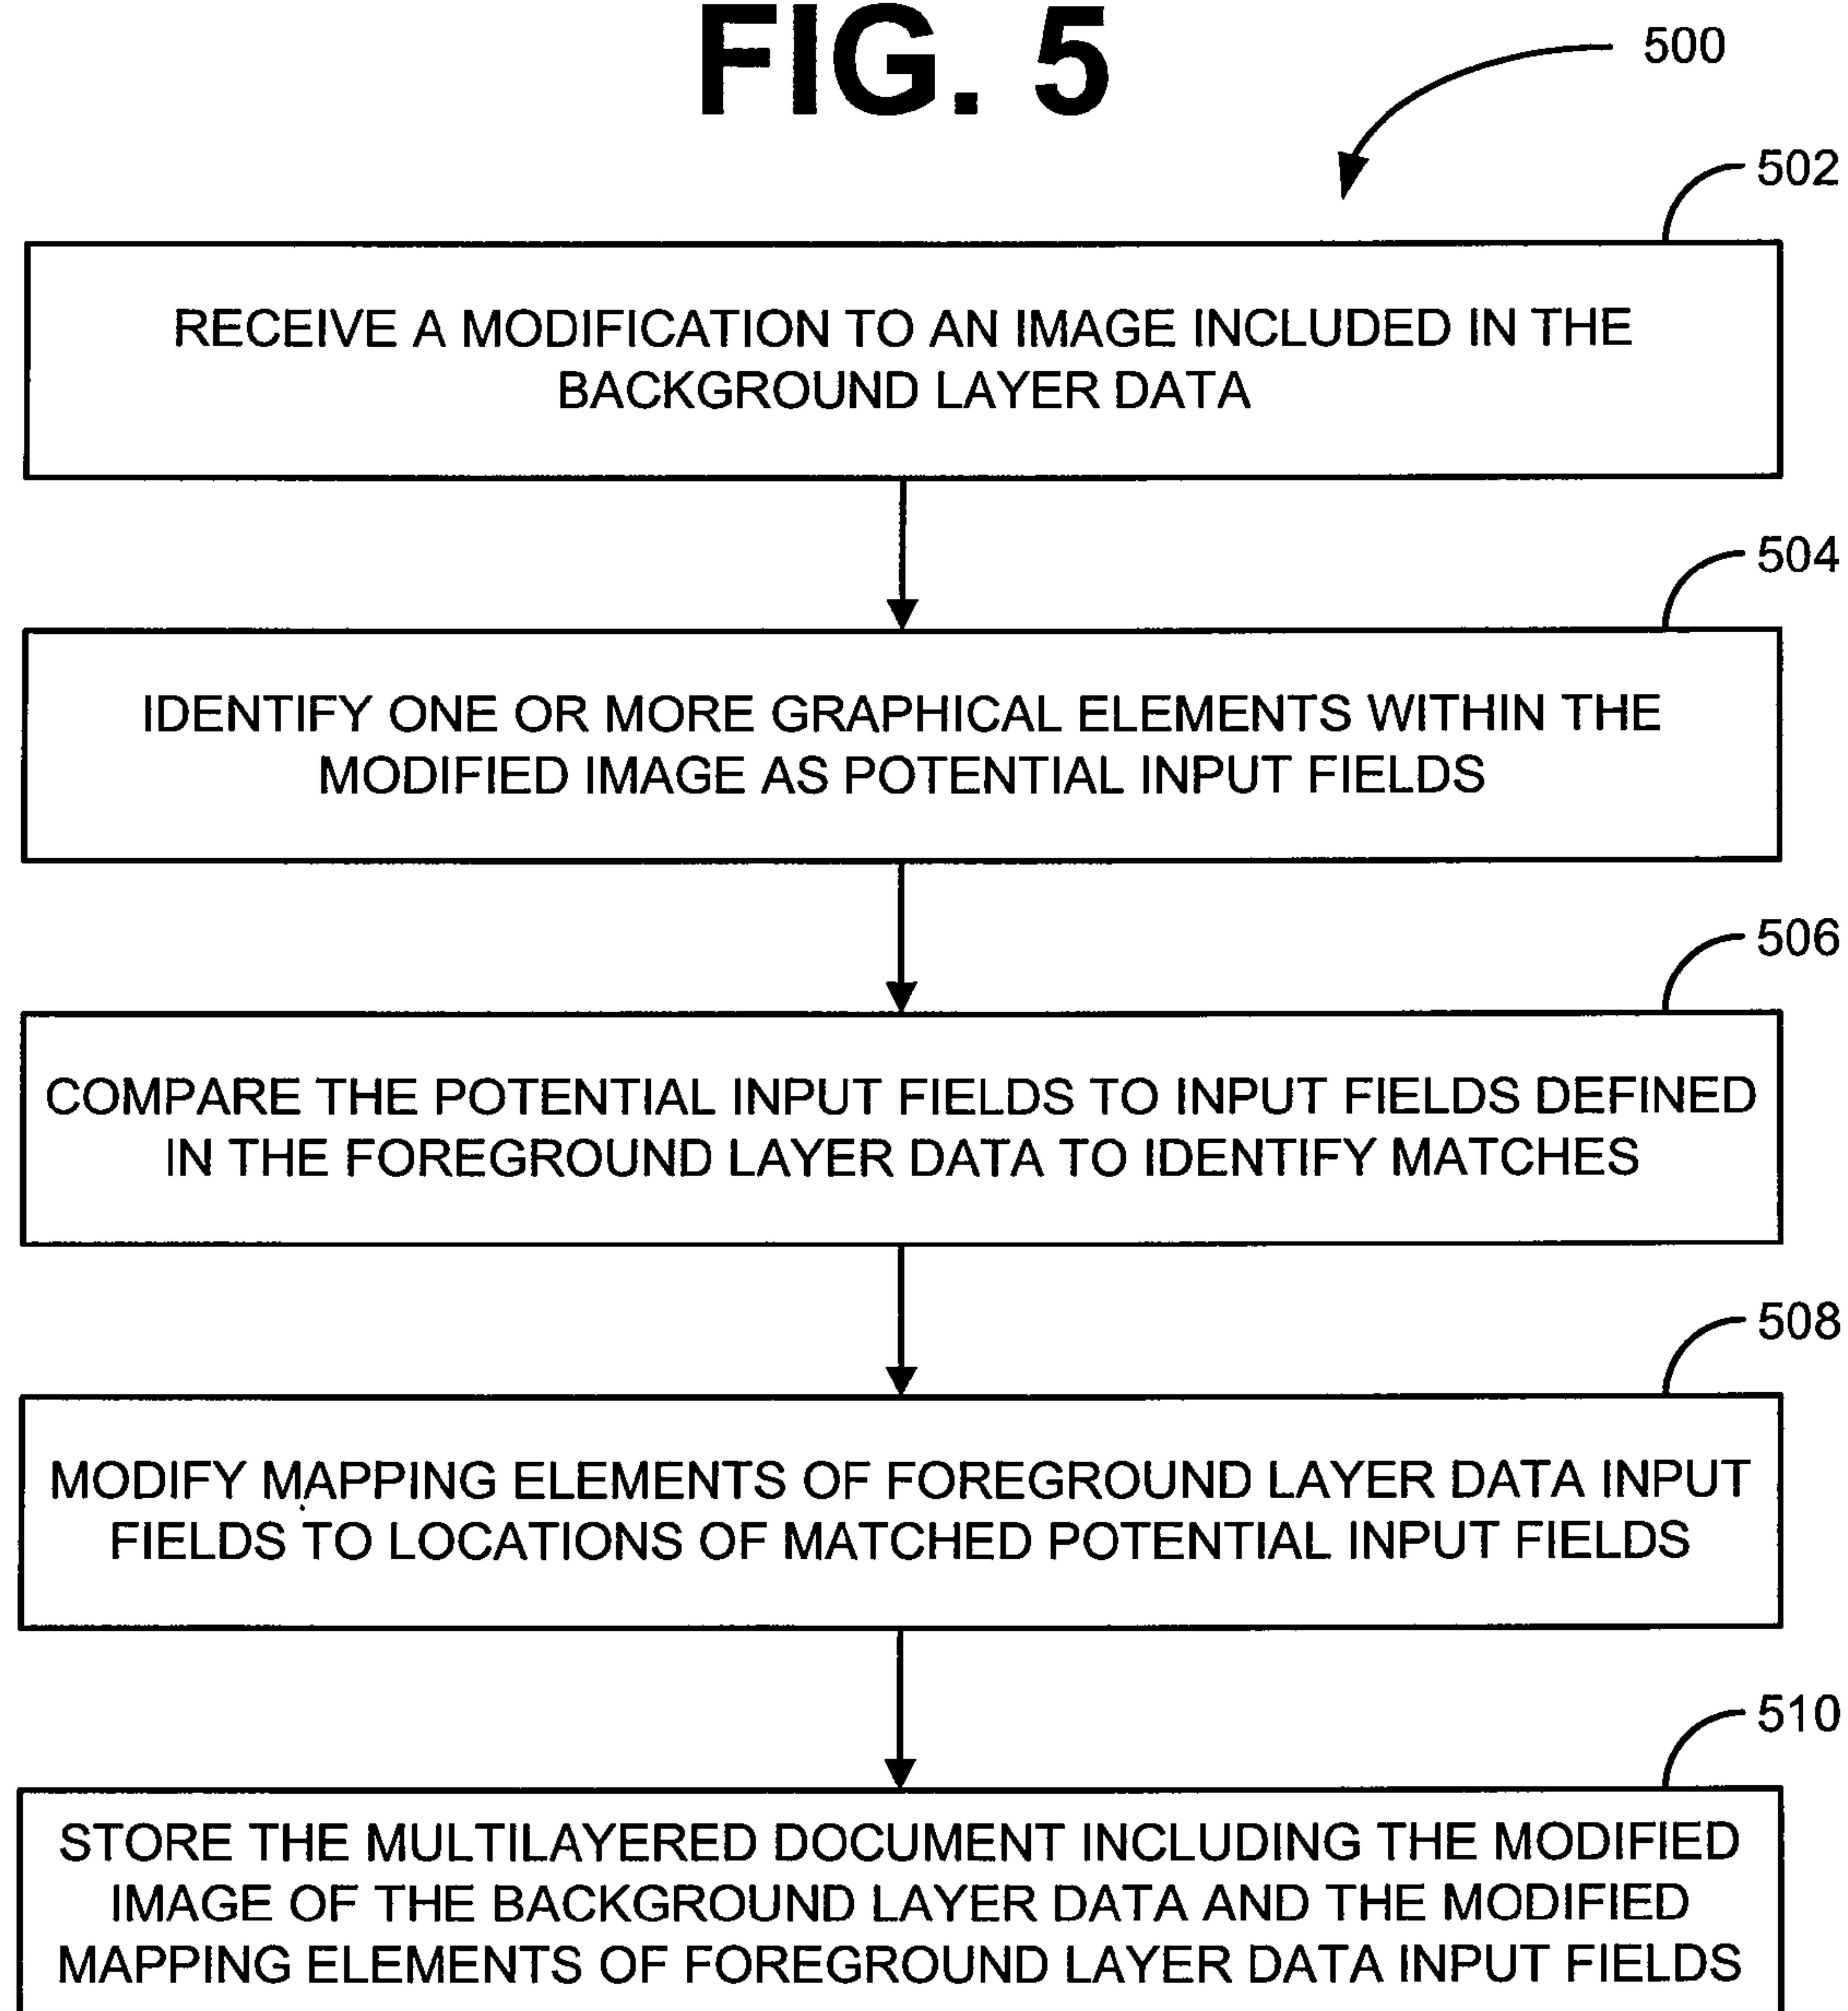 FIG. 5
500
502
RECEIVE A MODIFICATION TO AN IMAGE INCLUDED IN THE
BACKGROUND LAYER DATA
504
IDENTIFY ONE OR MORE GRAPHICAL ELEMENTS WITHIN THE
MODIFIED IMAGE AS POTENTIAL INPUT FIELDS
506
COMPARE THE POTENTIAL INPUT FIELDS TO INPUT FIELDS DEFINED
IN THE FOREGROUND LAYER DATA TO IDENTIFY MATCHES
508
MODIFY MAPPING ELEMENTS OF FOREGROUND LAYER DATA INPUT
FIELDS TO LOCATIONS OF MATCHED POTENTIAL INPUT FIELDS
510
STORE THE MULTILAYERED DOCUMENT INCLUDING THE MODIFIED
IMAGE OF THE BACKGROUND LAYER DATA AND THE MODIFIED
MAPPING ELEMENTS OF FOREGROUND LAYER DATA INPUT FIELDS